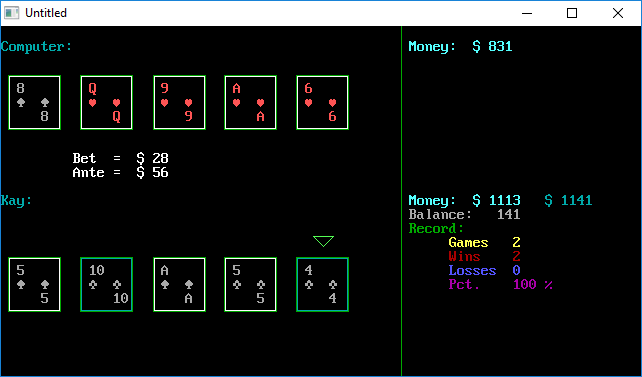 Untitled
Computer:
Money:  $ 831
8 Q 9 A 6
8 Q 9 A 6
Bet  =  $ 28
Ante =  $ 56
Kay:
Money:  $ 1113   $ 1141
Balance:   141
Record:
Games   2
Wins    2
Losses  0
Pct.    100 %
5 10 A 5 4
5 10 A 5 4